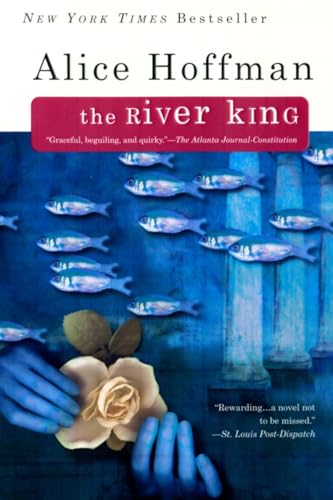 NEW YORK TIMES Bestseller
Alice Hoffman
the River King
"Graceful, beguiling, and quirky."—The Atlanta Journal-Constitution
"Rewarding...a novel not
to be missed."
—St. Louis Post-Dispatch